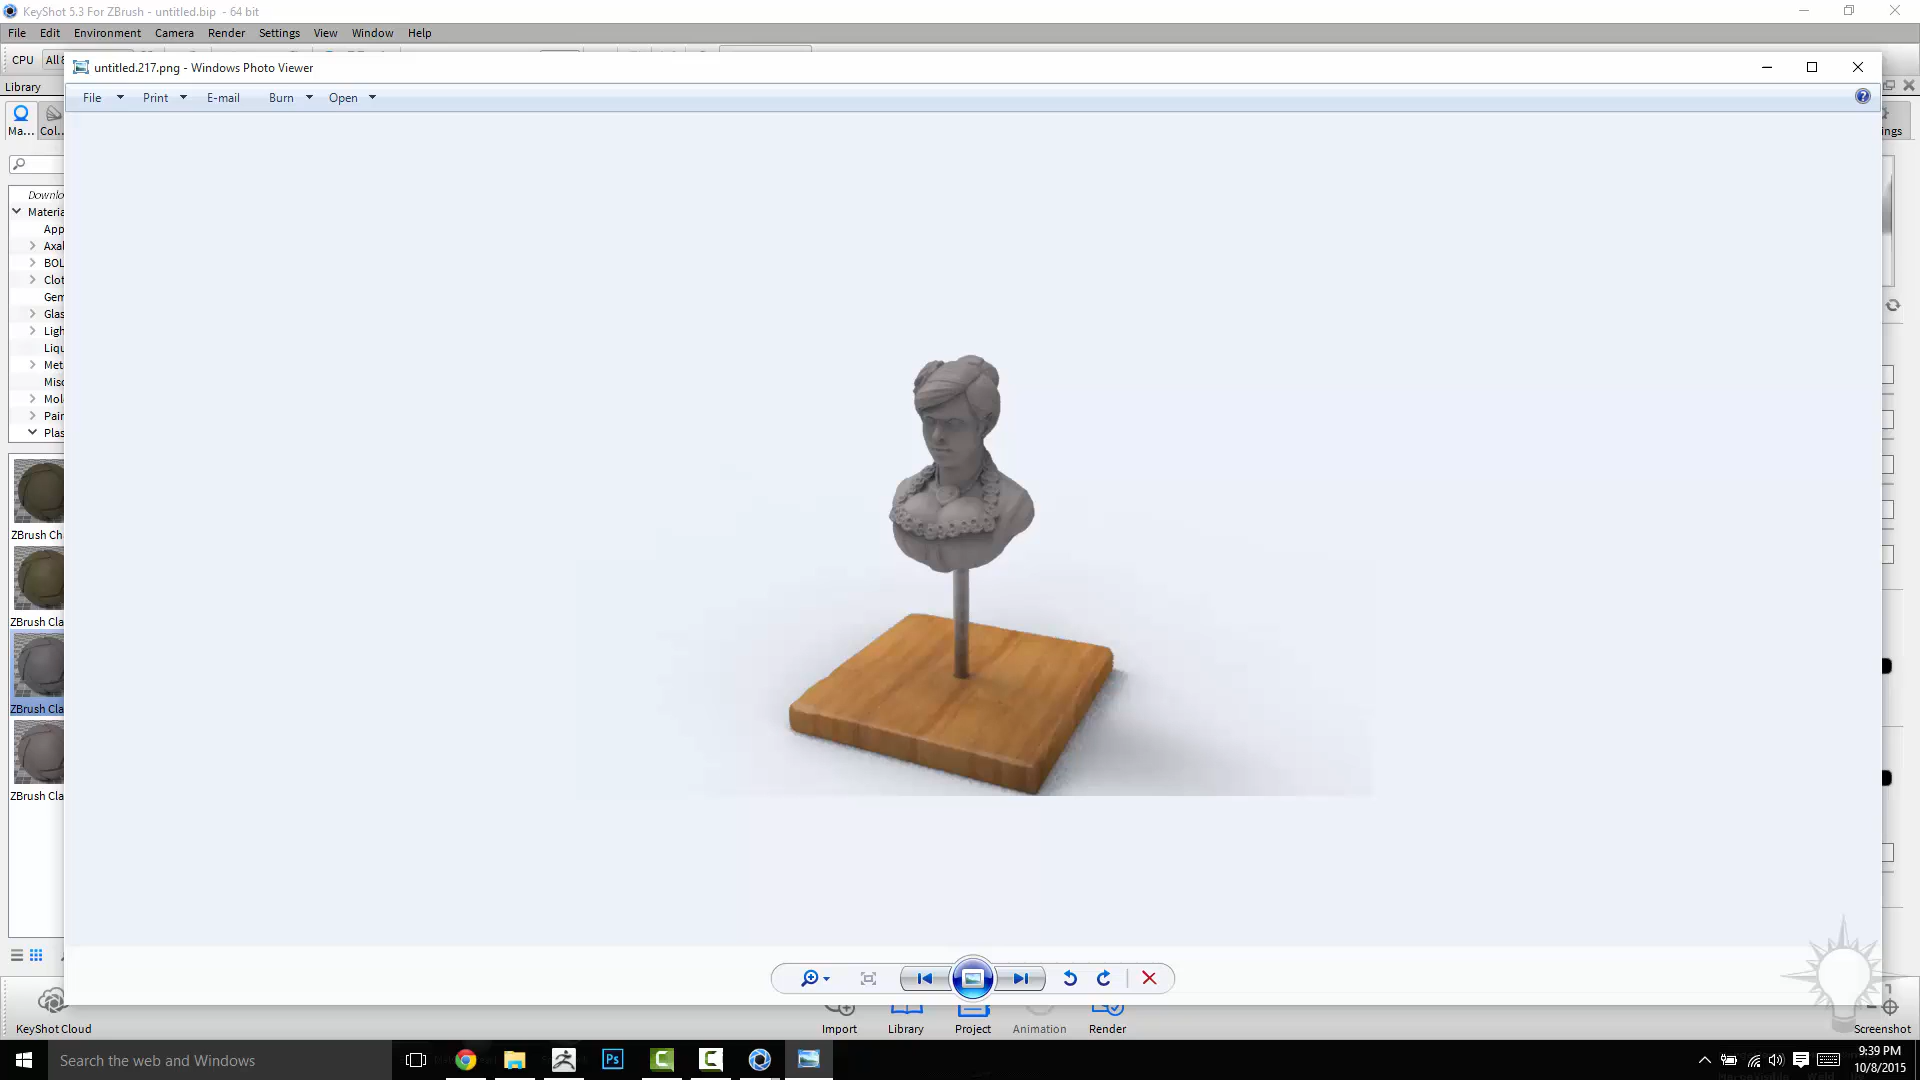 KeyShot 5.3 For ZBrush - untitled.bip - 64 bit
File Edit Environment Camera Render Settings View Window Help
CPU
untitled.217.png - Windows Photo Viewer
Library
File Print E-mail Burn Open
Ma... Col...
ings
Downlo
Materia
App
Axal
BOL
Clot
Gem
Glas
Ligh
Liqu
Met
Misc
Mol
Pain
Plas
ZBrush Ch
ZBrush Cla
ZBrush Cla
ZBrush Cla
KeyShot Cloud Import Library Project Animation Render Screenshot
Search the web and Windows
Ps
9:39 PM
10/8/2015